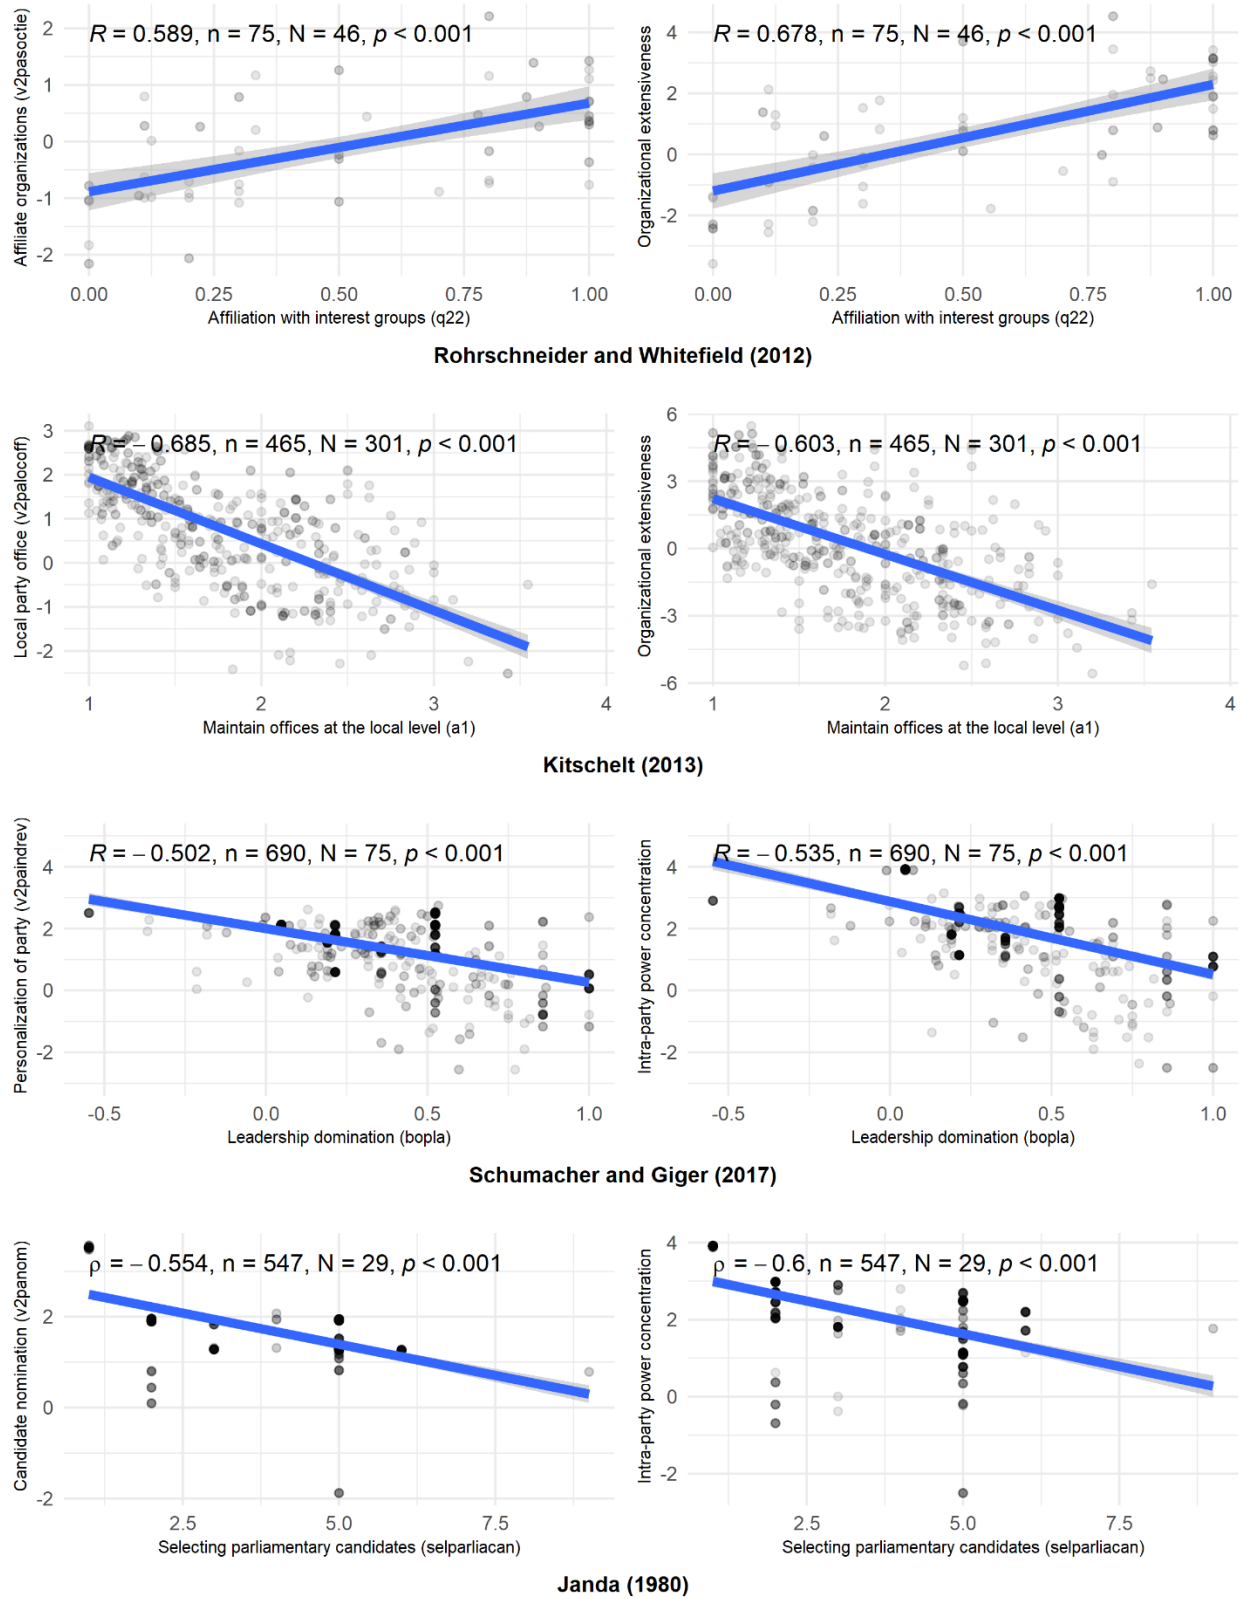 R = 0.589, n = 75, N = 46, p < 0.001
Affiliate organizations (v2pasoctie)
2
1
0
-1
-2
0.00 0.25 0.50 0.75 1.00
Affiliation with interest groups (q22)
R = 0.678, n = 75, N = 46, p < 0.001
Organizational extensiveness
4
2
0
-2
0.00 0.25 0.50 0.75 1.00
Affiliation with interest groups (q22)
Rohrschneider and Whitefield (2012)
R = − 0.685, n = 465, N = 301, p < 0.001
Local party office (v2palocoff)
3
2
1
0
-1
-2
1 2 3 4
Maintain offices at the local level (a1)
R = − 0.603, n = 465, N = 301, p < 0.001
Organizational extensiveness
6
3
0
-3
-6
1 2 3 4
Maintain offices at the local level (a1)
Kitschelt (2013)
R = − 0.502, n = 690, N = 75, p < 0.001
Personalization of party (v2paindrev)
4
2
0
-2
-0.5 0.0 0.5 1.0
Leadership domination (bopla)
R = − 0.535, n = 690, N = 75, p < 0.001
Intra-party power concentration
4
2
0
-2
-0.5 0.0 0.5 1.0
Leadership domination (bopla)
Schumacher and Giger (2017)
ρ = − 0.554, n = 547, N = 29, p < 0.001
Candidate nomination (v2panom)
2
0
-2
2.5 5.0 7.5
Selecting parliamentary candidates (selparliacan)
ρ = − 0.6, n = 547, N = 29, p < 0.001
Intra-party power concentration
4
2
0
-2
2.5 5.0 7.5
Selecting parliamentary candidates (selparliacan)
Janda (1980)